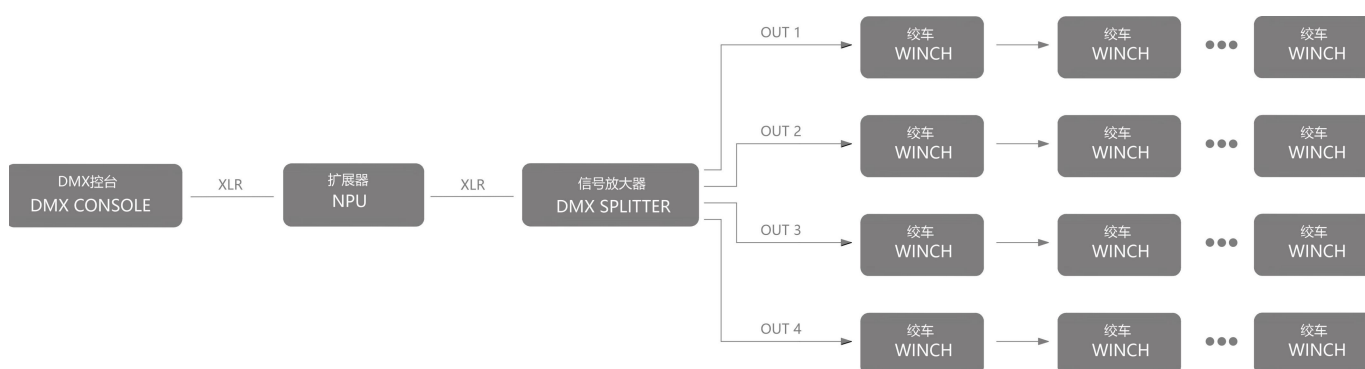 OUT 1
绞车
WINCH
绞车
WINCH
绞车
WINCH
OUT 2
绞车
WINCH
绞车
WINCH
绞车
WINCH
DMX控台
DMX CONSOLE
XLR
扩展器
NPU
XLR
信号放大器
DMX SPLITTER
OUT 3
绞车
WINCH
绞车
WINCH
绞车
WINCH
OUT 4
绞车
WINCH
绞车
WINCH
绞车
WINCH